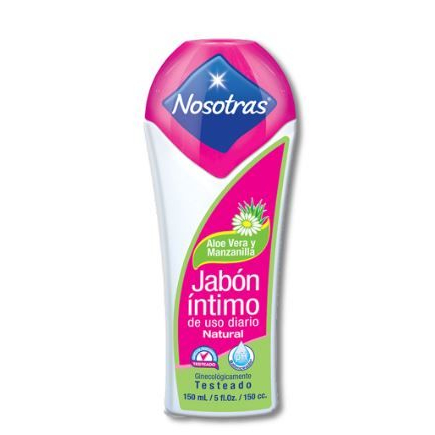 Nosotras
Aloe Vera y
Manzanilla
Jabón
íntimo
de uso diario
Natural
Ginecológicamente
Testeado
150 mL / 5 fl.Oz. / 150 cc.